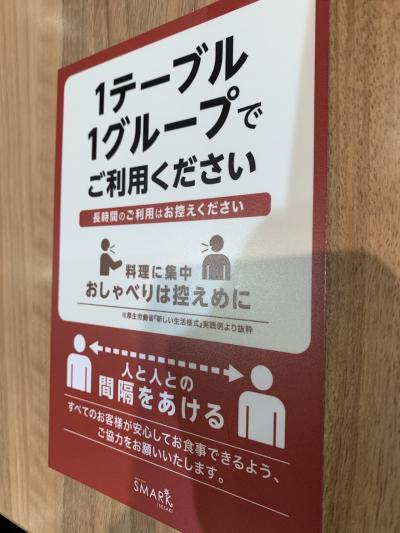 1テーブル
1グループで
ご利用ください
長時間のご利用はお控えください
料理に集中
おしゃべりは控えめに
※厚生労働省『新しい生活様式』実践例より抜粋
人と人との
間隔をあける
すべてのお客様が安心してお食事できるよう、
ご協力をお願いいたします。
SMARK
ISESAKI